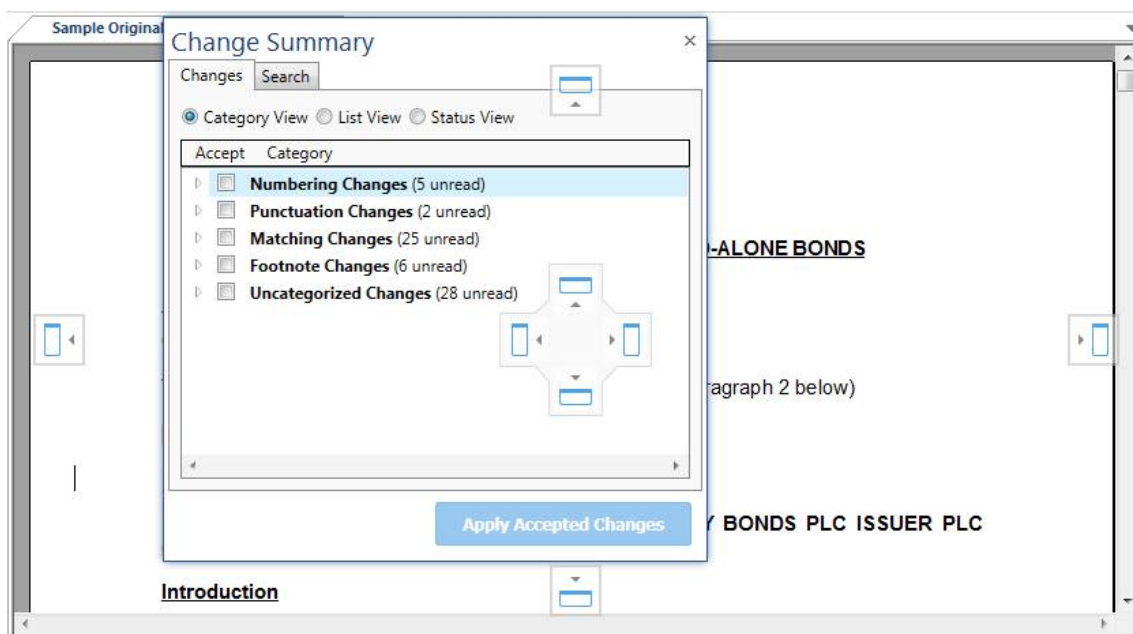 Sample Original
Change Summary
Changes Search
Category View List View Status View
Accept Category
Numbering Changes (5 unread)
Punctuation Changes (2 unread)
Matching Changes (25 unread)
Footnote Changes (6 unread)
Uncategorized Changes (28 unread)
-ALONE BONDS
ragraph 2 below)
Apply Accepted Changes
Y BONDS PLC ISSUER PLC
Introduction